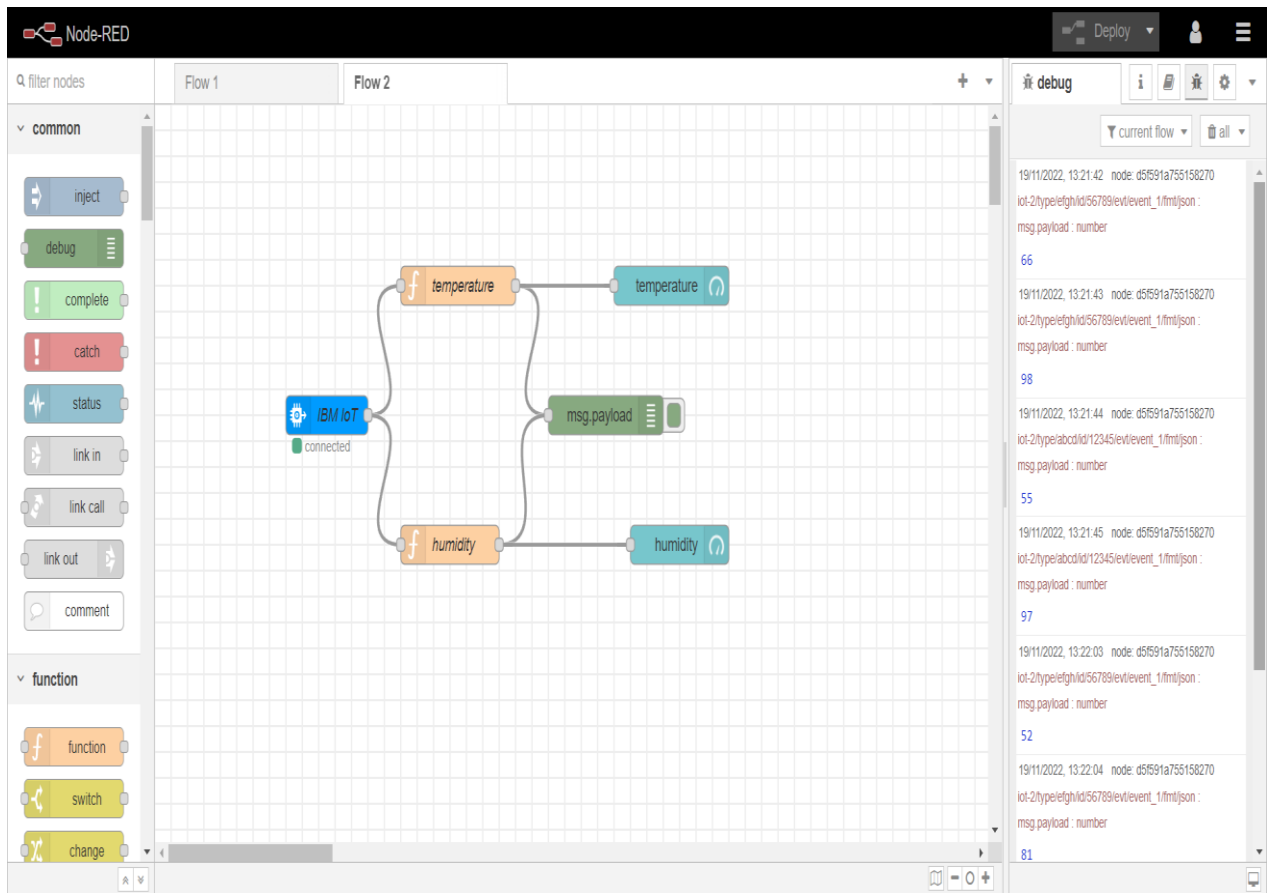 Node-RED
Deploy
filter nodes
Flow 1
Flow 2
debug
i
common
current flow
all
inject
debug
complete
catch
status
link in
link call
link out
comment
function
function
switch
change
temperature
temperature
IBM IoT
connected
msg.payload
humidity
humidity
19/11/2022, 13:21:42 node: d5f591a755158270
iot-2/type/efgh/id/56789/evt/event_1/fmt/json :
msg.payload : number
66
19/11/2022, 13:21:43 node: d5f591a755158270
iot-2/type/efgh/id/56789/evt/event_1/fmt/json :
msg.payload : number
98
19/11/2022, 13:21:44 node: d5f591a755158270
iot-2/type/abcd/id/12345/evt/event_1/fmt/json :
msg.payload : number
55
19/11/2022, 13:21:45 node: d5f591a755158270
iot-2/type/abcd/id/12345/evt/event_1/fmt/json :
msg.payload : number
97
19/11/2022, 13:22:03 node: d5f591a755158270
iot-2/type/efgh/id/56789/evt/event_1/fmt/json :
msg.payload : number
52
19/11/2022, 13:22:04 node: d5f591a755158270
iot-2/type/efgh/id/56789/evt/event_1/fmt/json :
msg.payload : number
81